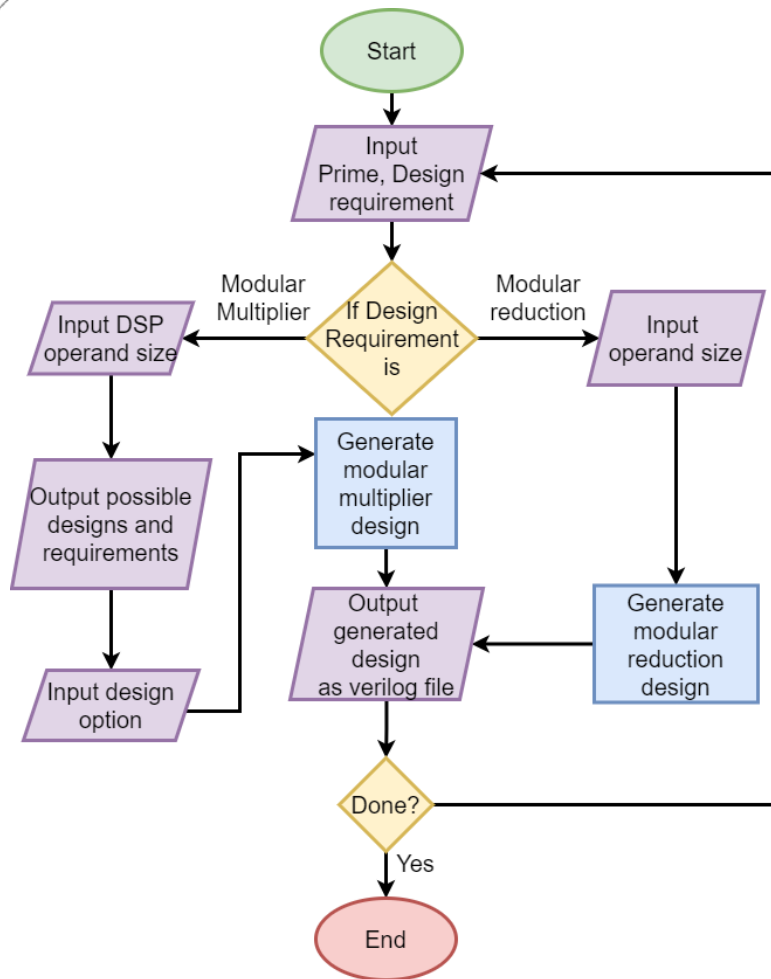 Start
Input
Prime, Design
requirement
Modular
Multiplier
If Design
Requirement
is
Modular
reduction
Input DSP
operand size
Input
operand size
Generate
modular
multiplier
design
Output possible
designs and
requirements
Output
generated
design
as verilog file
Generate
modular
reduction
design
Input design
option
Done?
Yes
End